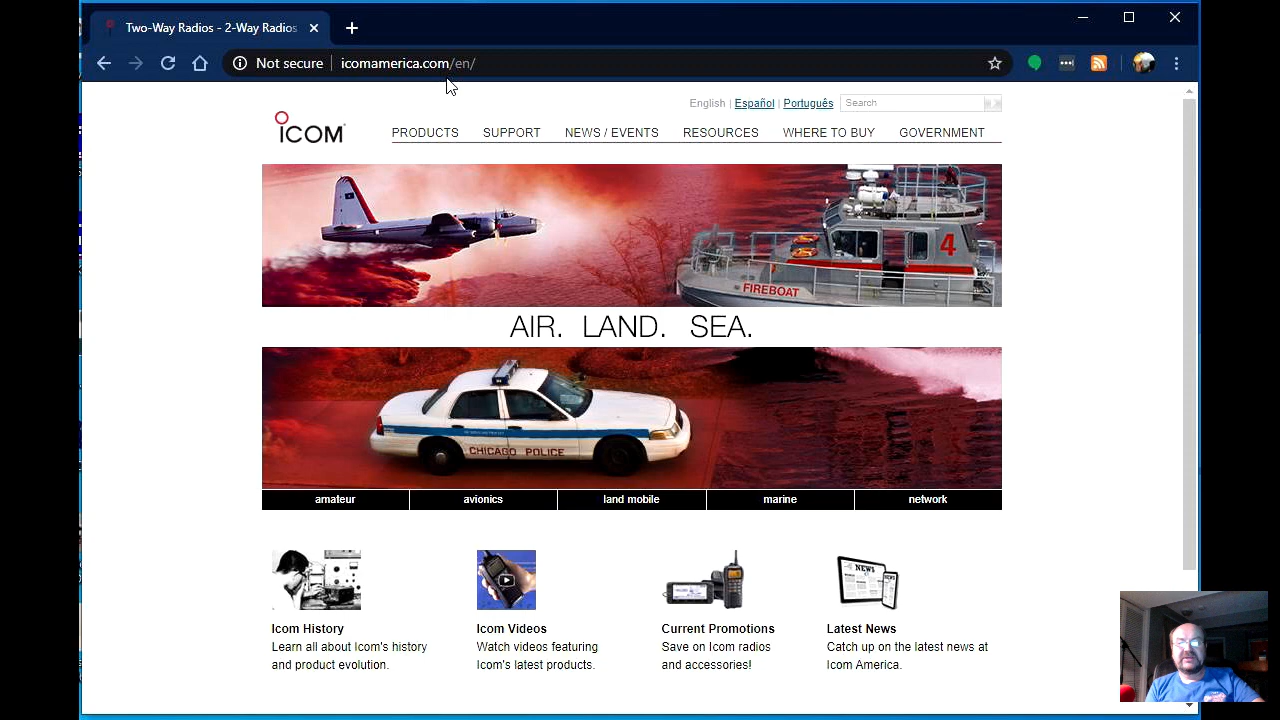 Two-Way Radios - 2-Way Radios
Not secure
icomamerica.com/en/
English | Español | Português
Search
ICOM
PRODUCTS SUPPORT NEWS / EVENTS RESOURCES WHERE TO BUY GOVERNMENT
4
FIREBOAT
AIR. LAND. SEA.
CHICAGO POLICE
amateur avionics land mobile marine network
NEWS
Icom History
Learn all about Icom's history
and product evolution.
Icom Videos
Watch videos featuring
Icom's latest products.
Current Promotions
Save on Icom radios
and accessories!
Latest News
Catch up on the latest news at
Icom America.